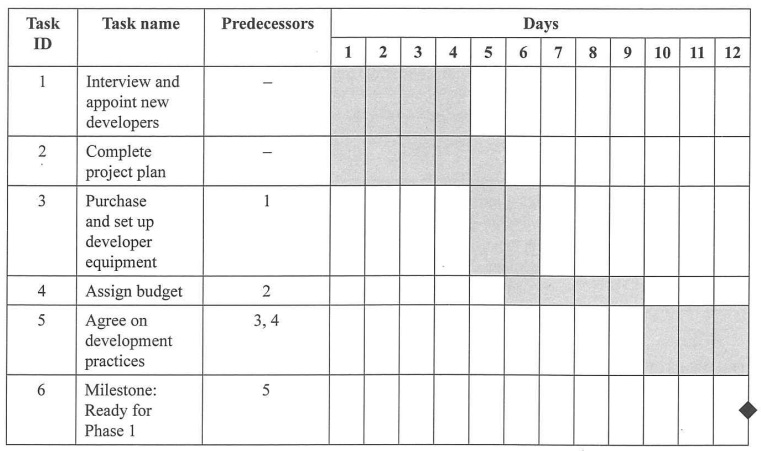 Task ID Task name Predecessors Days
1 2 3 4 5 6 7 8 9 10 11 12
1 Interview and appoint new developers –
2 Complete project plan –
3 Purchase and set up developer equipment 1
4 Assign budget 2
5 Agree on development practices 3, 4
6 Milestone: Ready for Phase 1 5